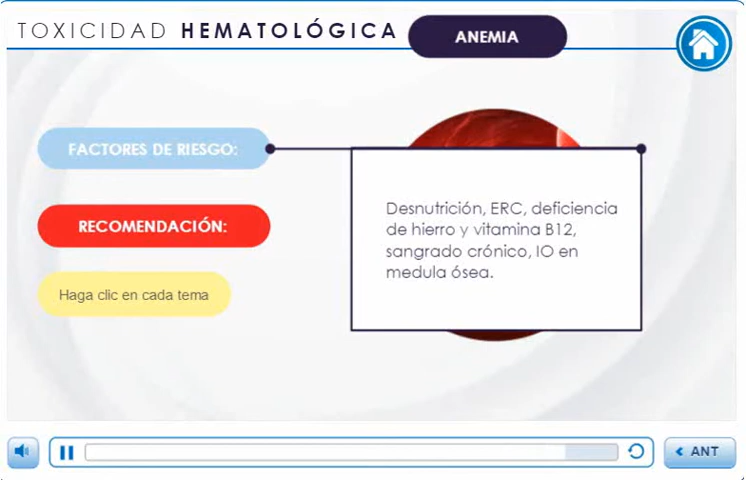 TOXICIDAD HEMATOLÓGICA
ANEMIA
FACTORES DE RIESGO:
RECOMENDACIÓN:
Haga clic en cada tema
Desnutrición, ERC, deficiencia
de hierro y vitamina B12,
sangrado crónico, IO en
medula ósea.
ANT